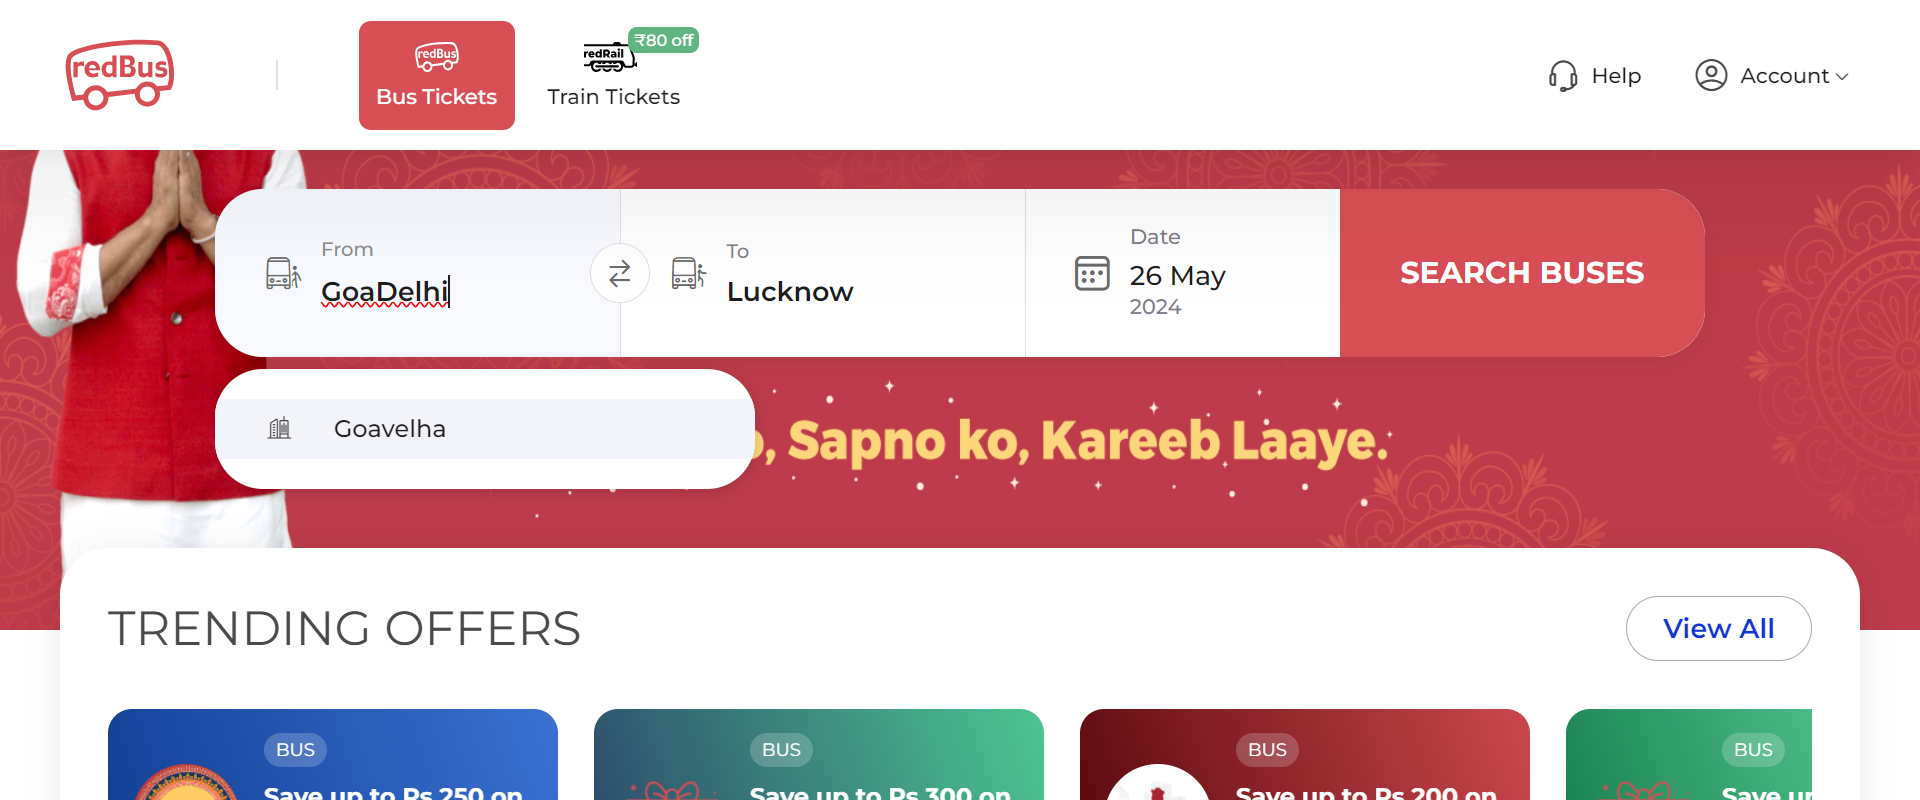 redBus
redBus
Bus Tickets
redRail
₹80 off
Train Tickets
Help
Account
From
GoaDelhi
To
Lucknow
Date
26 May
2024
SEARCH BUSES
Goavelha
, Sapno ko, Kareeb Laaye.
TRENDING OFFERS
View All
BUS
Save up to Rs 250 on
BUS
Save up to Rs 300 on
BUS
Save up to Rs 200 on
BUS
Save up